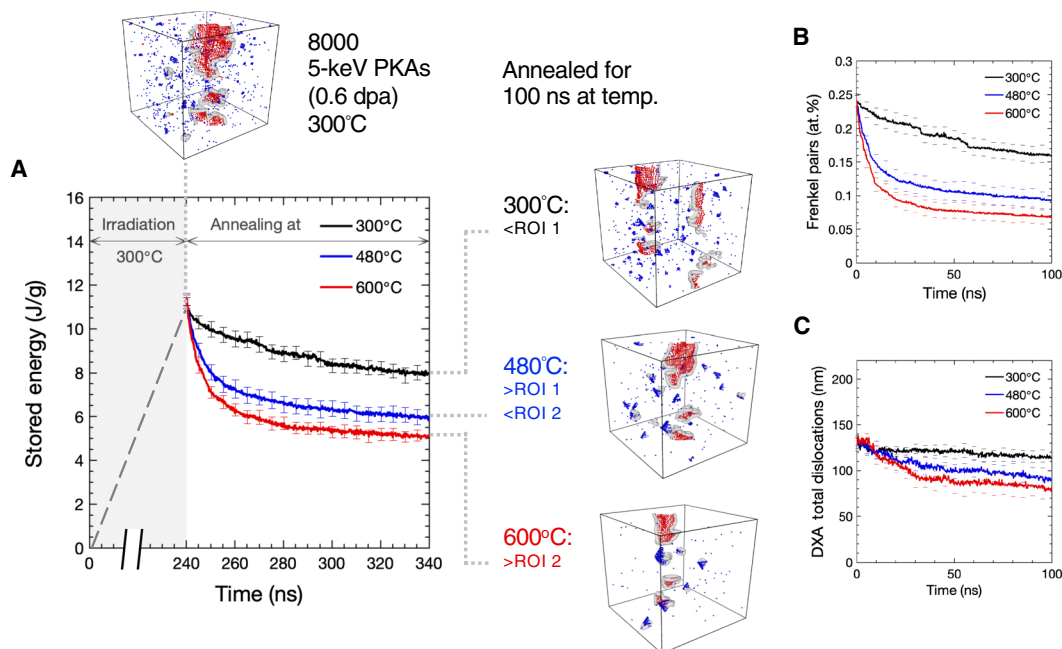 8000
5-keV PKAs
(0.6 dpa)
300°C
Annealed for
100 ns at temp.
A
16
14
12
10
8
6
4
2
0
Stored energy (J/g)
Irradiation
300°C
Annealing at
300°C
480°C
600°C
0
240
260
280
300
320
340
Time (ns)
300°C:
<ROI 1
480°C:
>ROI 1
<ROI 2
600°C:
>ROI 2
B
0.3
0.25
0.2
0.15
0.1
0.05
0
Frenkel pairs (at.%)
300°C
480°C
600°C
0
50
100
Time (ns)
C
200
150
100
50
0
DXA total dislocations (nm)
300°C
480°C
600°C
0
50
100
Time (ns)